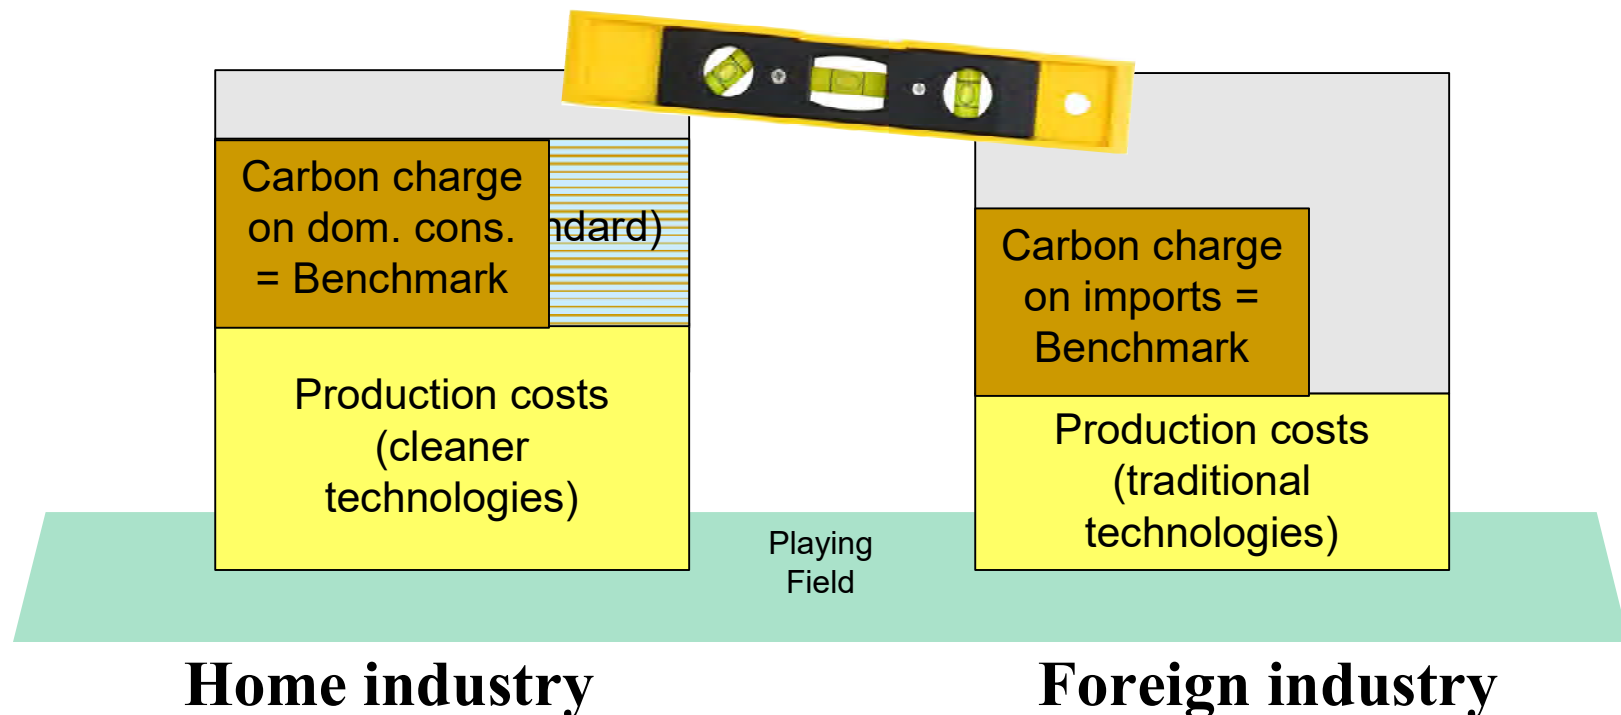 Carbon charge
on dom. cons.
= Benchmark
ndard)
Production costs
(cleaner
technologies)
Carbon charge
on imports =
Benchmark
Production costs
(traditional
technologies)
Playing
Field
Home industry
Foreign industry